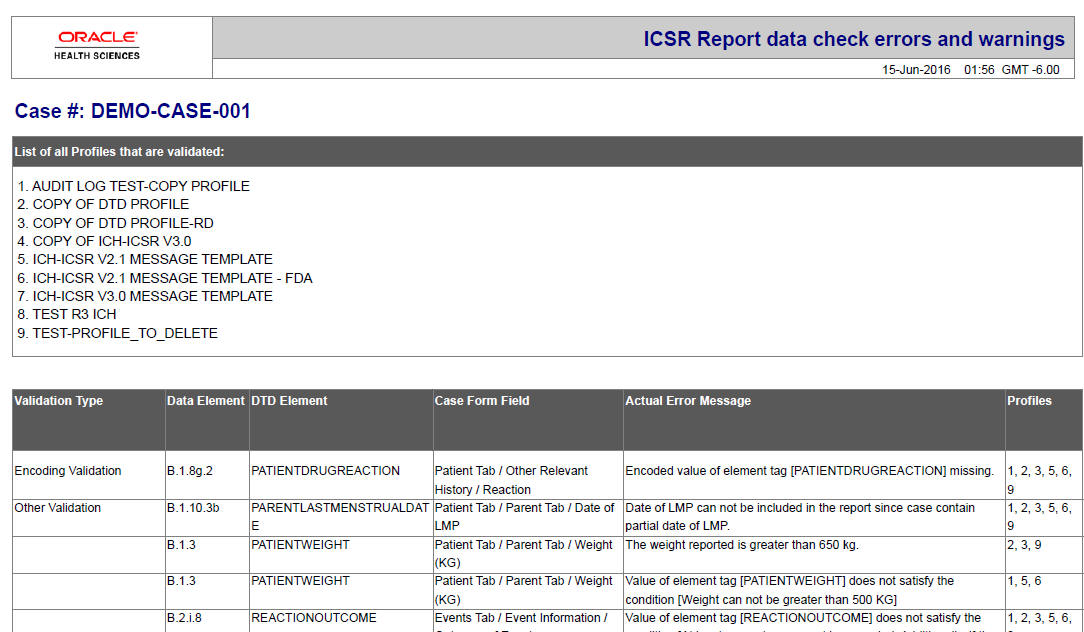 ORACLE
HEALTH SCIENCES
ICSR Report data check errors and warnings
15-Jun-2016 01:56 GMT -6.00
Case #: DEMO-CASE-001
List of all Profiles that are validated:
1. AUDIT LOG TEST-COPY PROFILE
2. COPY OF DTD PROFILE
3. COPY OF DTD PROFILE-RD
4. COPY OF ICH-ICSR V3.0
5. ICH-ICSR V2.1 MESSAGE TEMPLATE
6. ICH-ICSR V2.1 MESSAGE TEMPLATE - FDA
7. ICH-ICSR V3.0 MESSAGE TEMPLATE
8. TEST R3 ICH
9. TEST-PROFILE_TO_DELETE
Validation Type Data Element DTD Element Case Form Field Actual Error Message Profiles
Encoding Validation B.1.8g.2 PATIENTDRUGREACTION Patient Tab / Other Relevant Encoded value of element tag [PATIENTDRUGREACTION] missing. 1, 2, 3, 5, 6,
History / Reaction 9
Other Validation B.1.10.3b PARENTLASTMENSTRUALDAT Patient Tab / Parent Tab / Date of Date of LMP can not be included in the report since case contain 1, 2, 3, 5, 6,
E LMP partial date of LMP. 9
B.1.3 PATIENTWEIGHT Patient Tab / Parent Tab / Weight The weight reported is greater than 650 kg. 2, 3, 9
(KG)
B.1.3 PATIENTWEIGHT Patient Tab / Parent Tab / Weight Value of element tag [PATIENTWEIGHT] does not satisfy the 1, 5, 6
(KG) condition [Weight can not be greater than 500 KG]
B.2.i.8 REACTIONOUTCOME Events Tab / Event Information / Value of element tag [REACTIONOUTCOME] does not satisfy the 1, 2, 3, 5, 6,